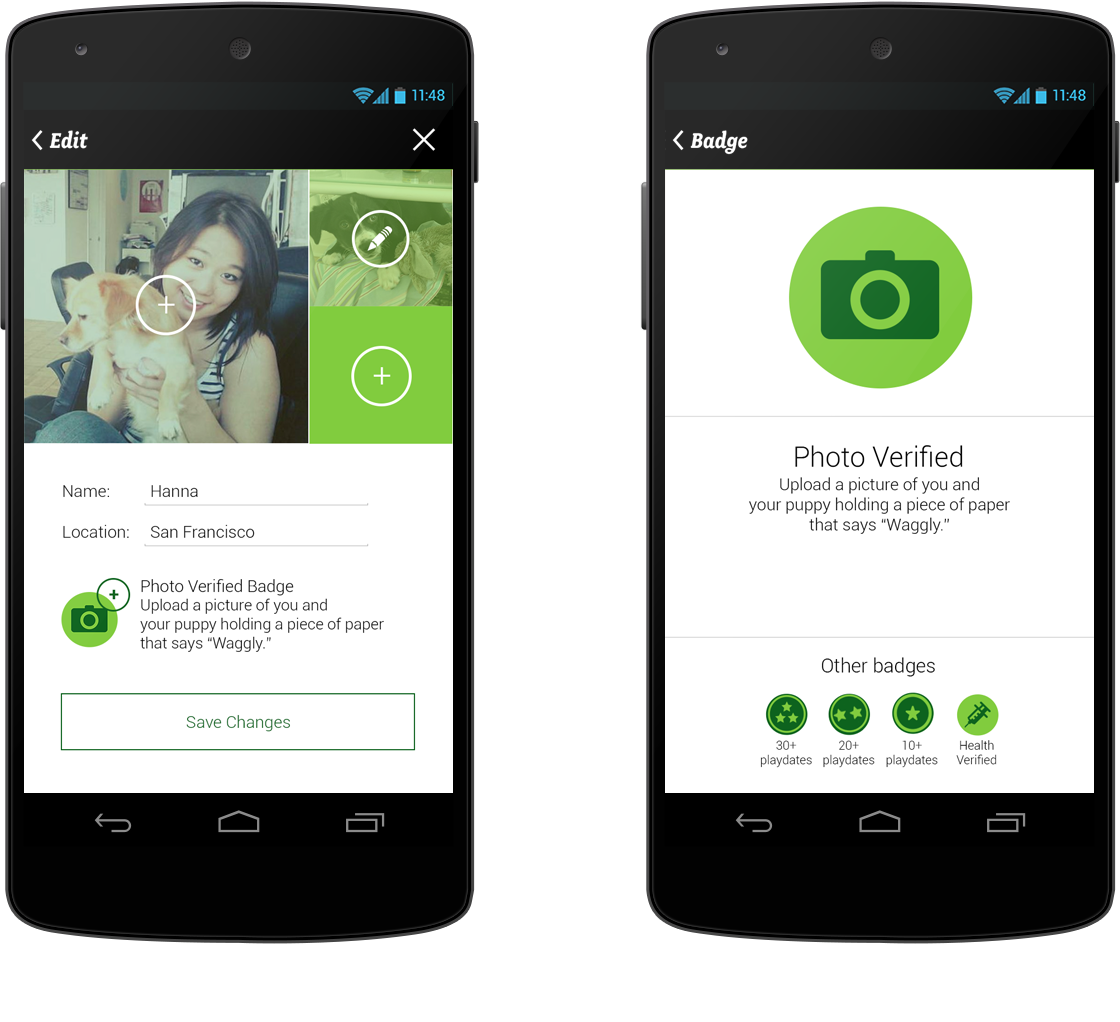 11:48
Edit
Name: Hanna
Location: San Francisco
Photo Verified Badge
Upload a picture of you and
your puppy holding a piece of paper
that says “Waggly.”
Save Changes
11:48
Badge
Photo Verified
Upload a picture of you and
your puppy holding a piece of paper
that says “Waggly.”
Other badges
30+ 20+ 10+ Health
playdates playdates playdates Verified